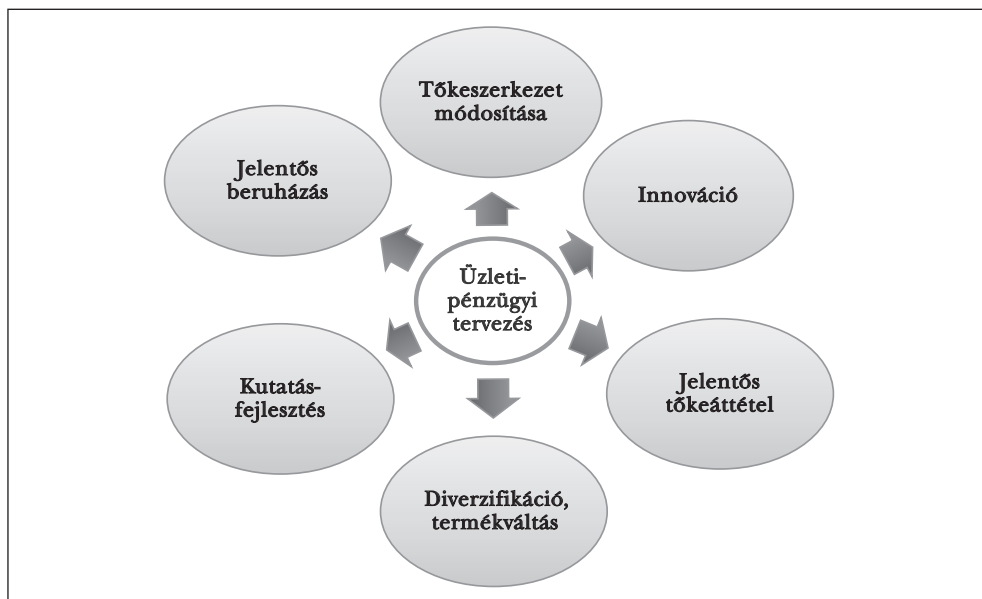 Tőkeszerkezet
módosítása
Jelentős
beruházás
Innováció
Üzleti-
pénzügyi
tervezés
Kutatás-
fejlesztés
Jelentős
tőkeáttétel
Diverzifikáció,
termékváltás